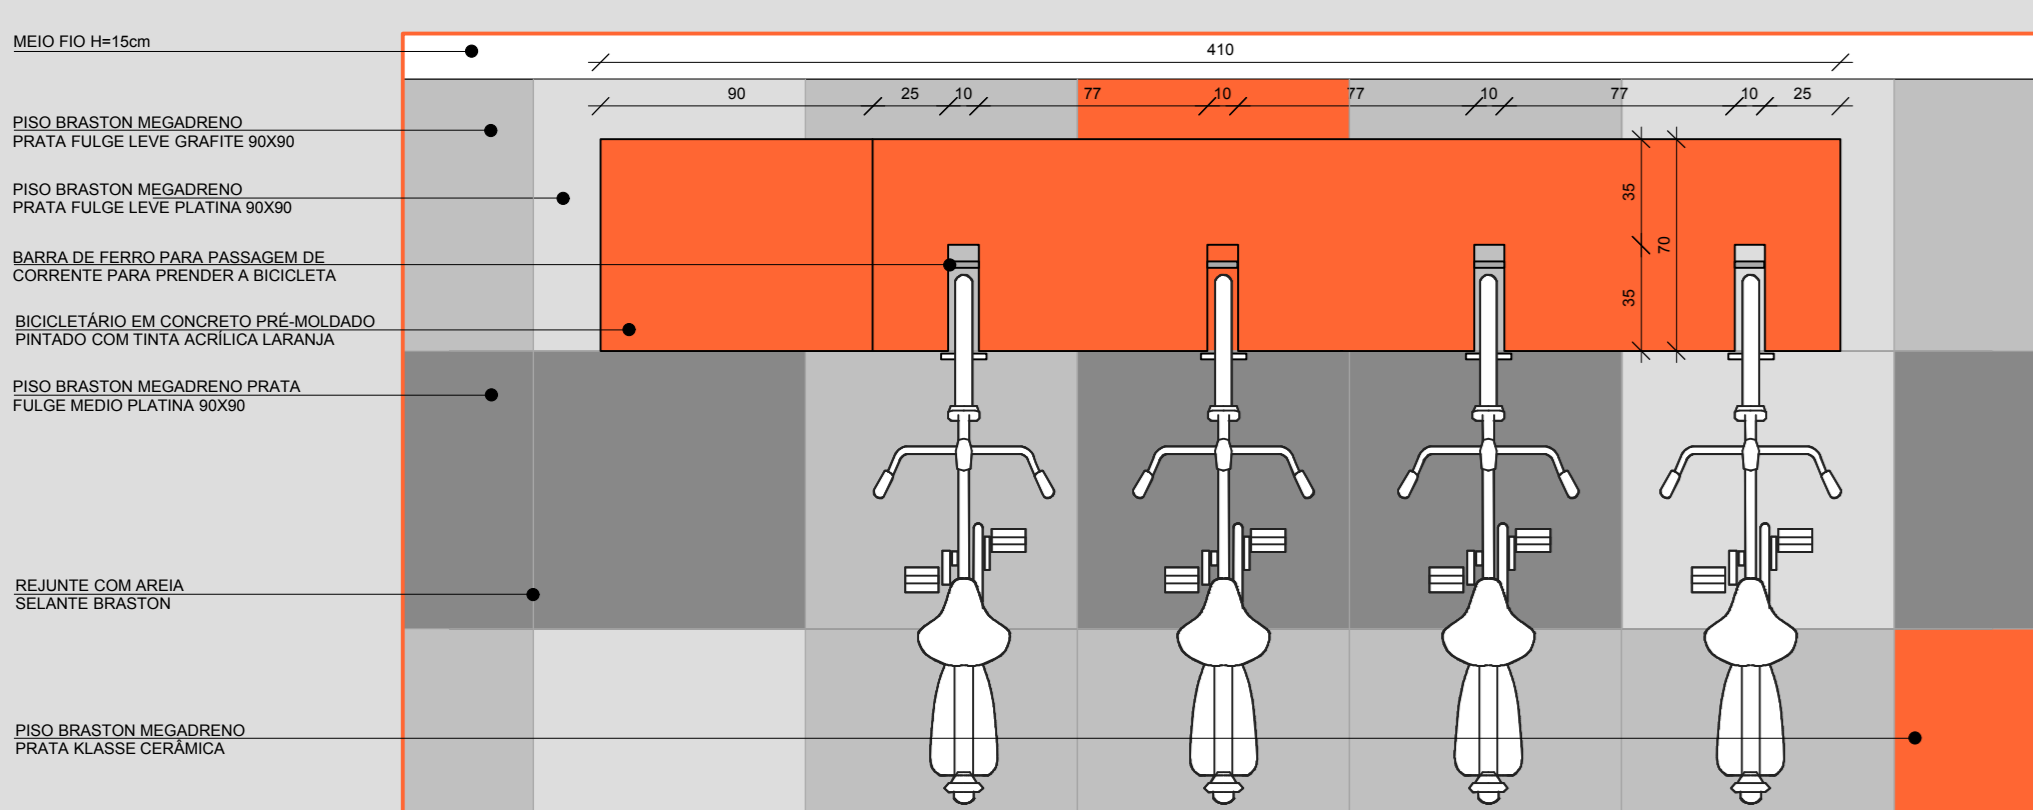 MEIO FIO H=15cm
410
90 25 10 77 10 77 10 77 10 25
PISO BRASTON MEGADRENO
PRATA FULGE LEVE GRAFITE 90X90
PISO BRASTON MEGADRENO
PRATA FULGE LEVE PLATINA 90X90
35
70
35
BARRA DE FERRO PARA PASSAGEM DE
CORRENTE PARA PRENDER A BICICLETA
BICICLETÁRIO EM CONCRETO PRÉ-MOLDADO
PINTADO COM TINTA ACRÍLICA LARANJA
PISO BRASTON MEGADRENO PRATA
FULGE MEDIO PLATINA 90X90
REJUNTE COM AREIA
SELANTE BRASTON
PISO BRASTON MEGADRENO
PRATA KLASSE CERÂMICA